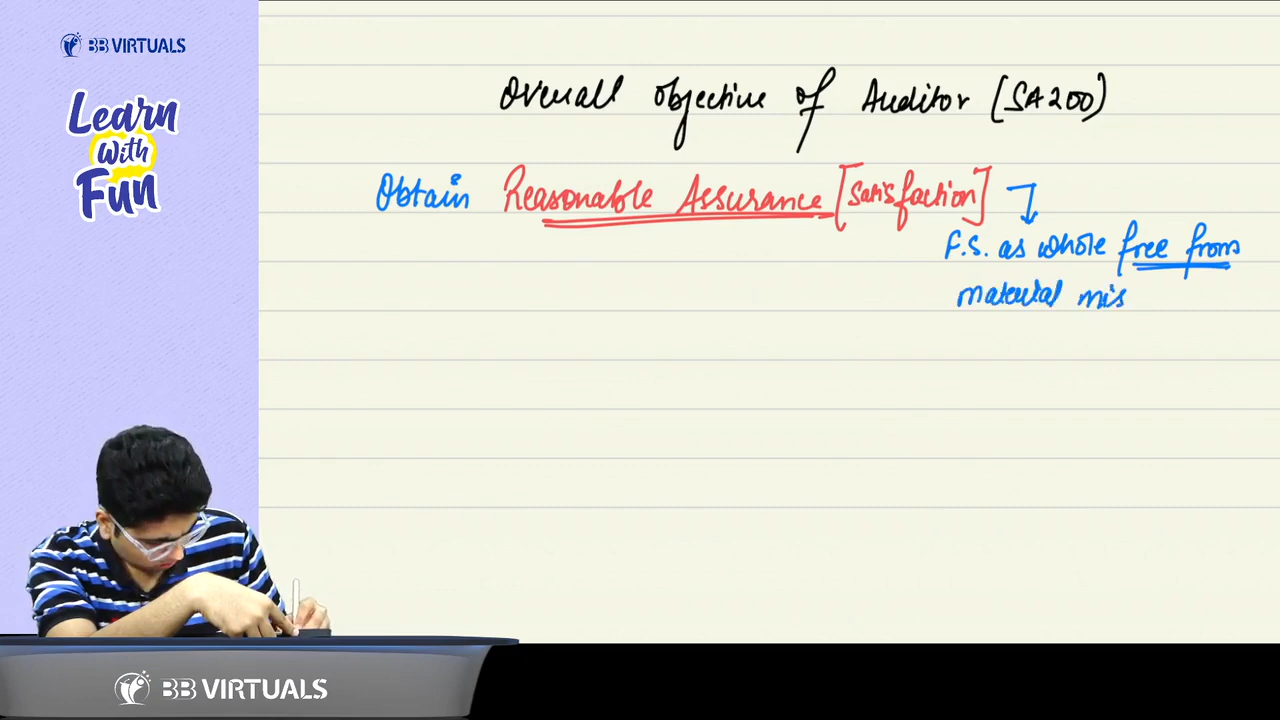 BB VIRTUALS
Learn
With
Fun
Overall Objective of Auditor [SA200)
Obtain Reasonable Assurance [Satisfaction]
F.S. as whole free from
material mis
BB VIRTUALS